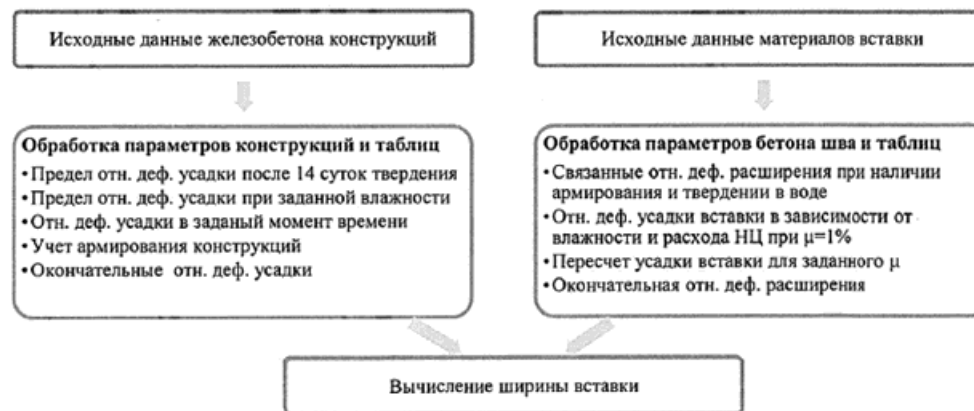 Исходные данные железобетона конструкций
Исходные данные материалов вставки
Обработка параметров конструкций и таблиц
•Предел отн. деф. усадки после 14 суток твердения
•Предел отн. деф. усадки при заданной влажности
•Отн. деф. усадки в заданый момент времени
•Учет армирования конструкций
•Окончательные отн. деф. усадки
Обработка параметров бетона шва и таблиц
•Связанные отн. деф. расширения при наличии
армирования и твердении в воде
•Отн. деф. усадки вставки в зависимости от
влажности и расхода НЦ при μ=1%
•Пересчет усадки вставки для заданного μ
•Окончательная отн. деф. расширения
Вычисление ширины вставки